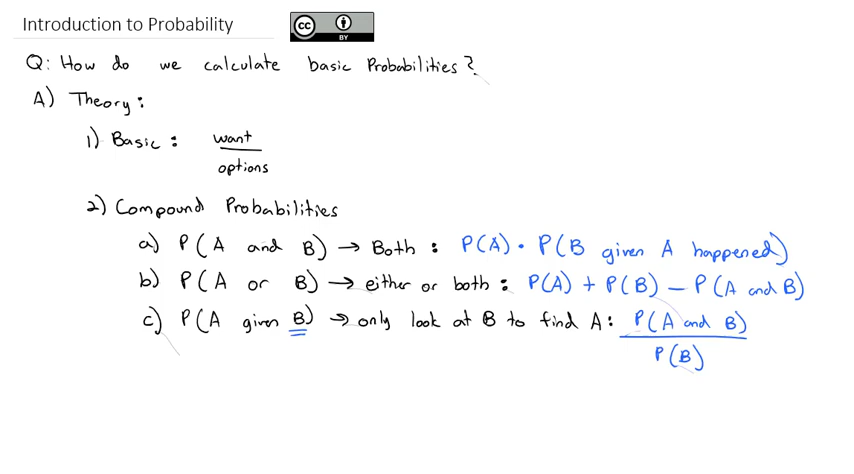 Introduction to Probability
cc BY
Q: How do we calculate basic Probabilities?
A) Theory:
1) Basic: want
options
2) Compound Probabilities
a) P(A and B) → Both: P(A) • P(B given A happened)
b) P(A or B) → either or both: P(A) + P(B) - P(A and B)
c) P(A given B) → only look at B to find A: P(A and B)
P(B)